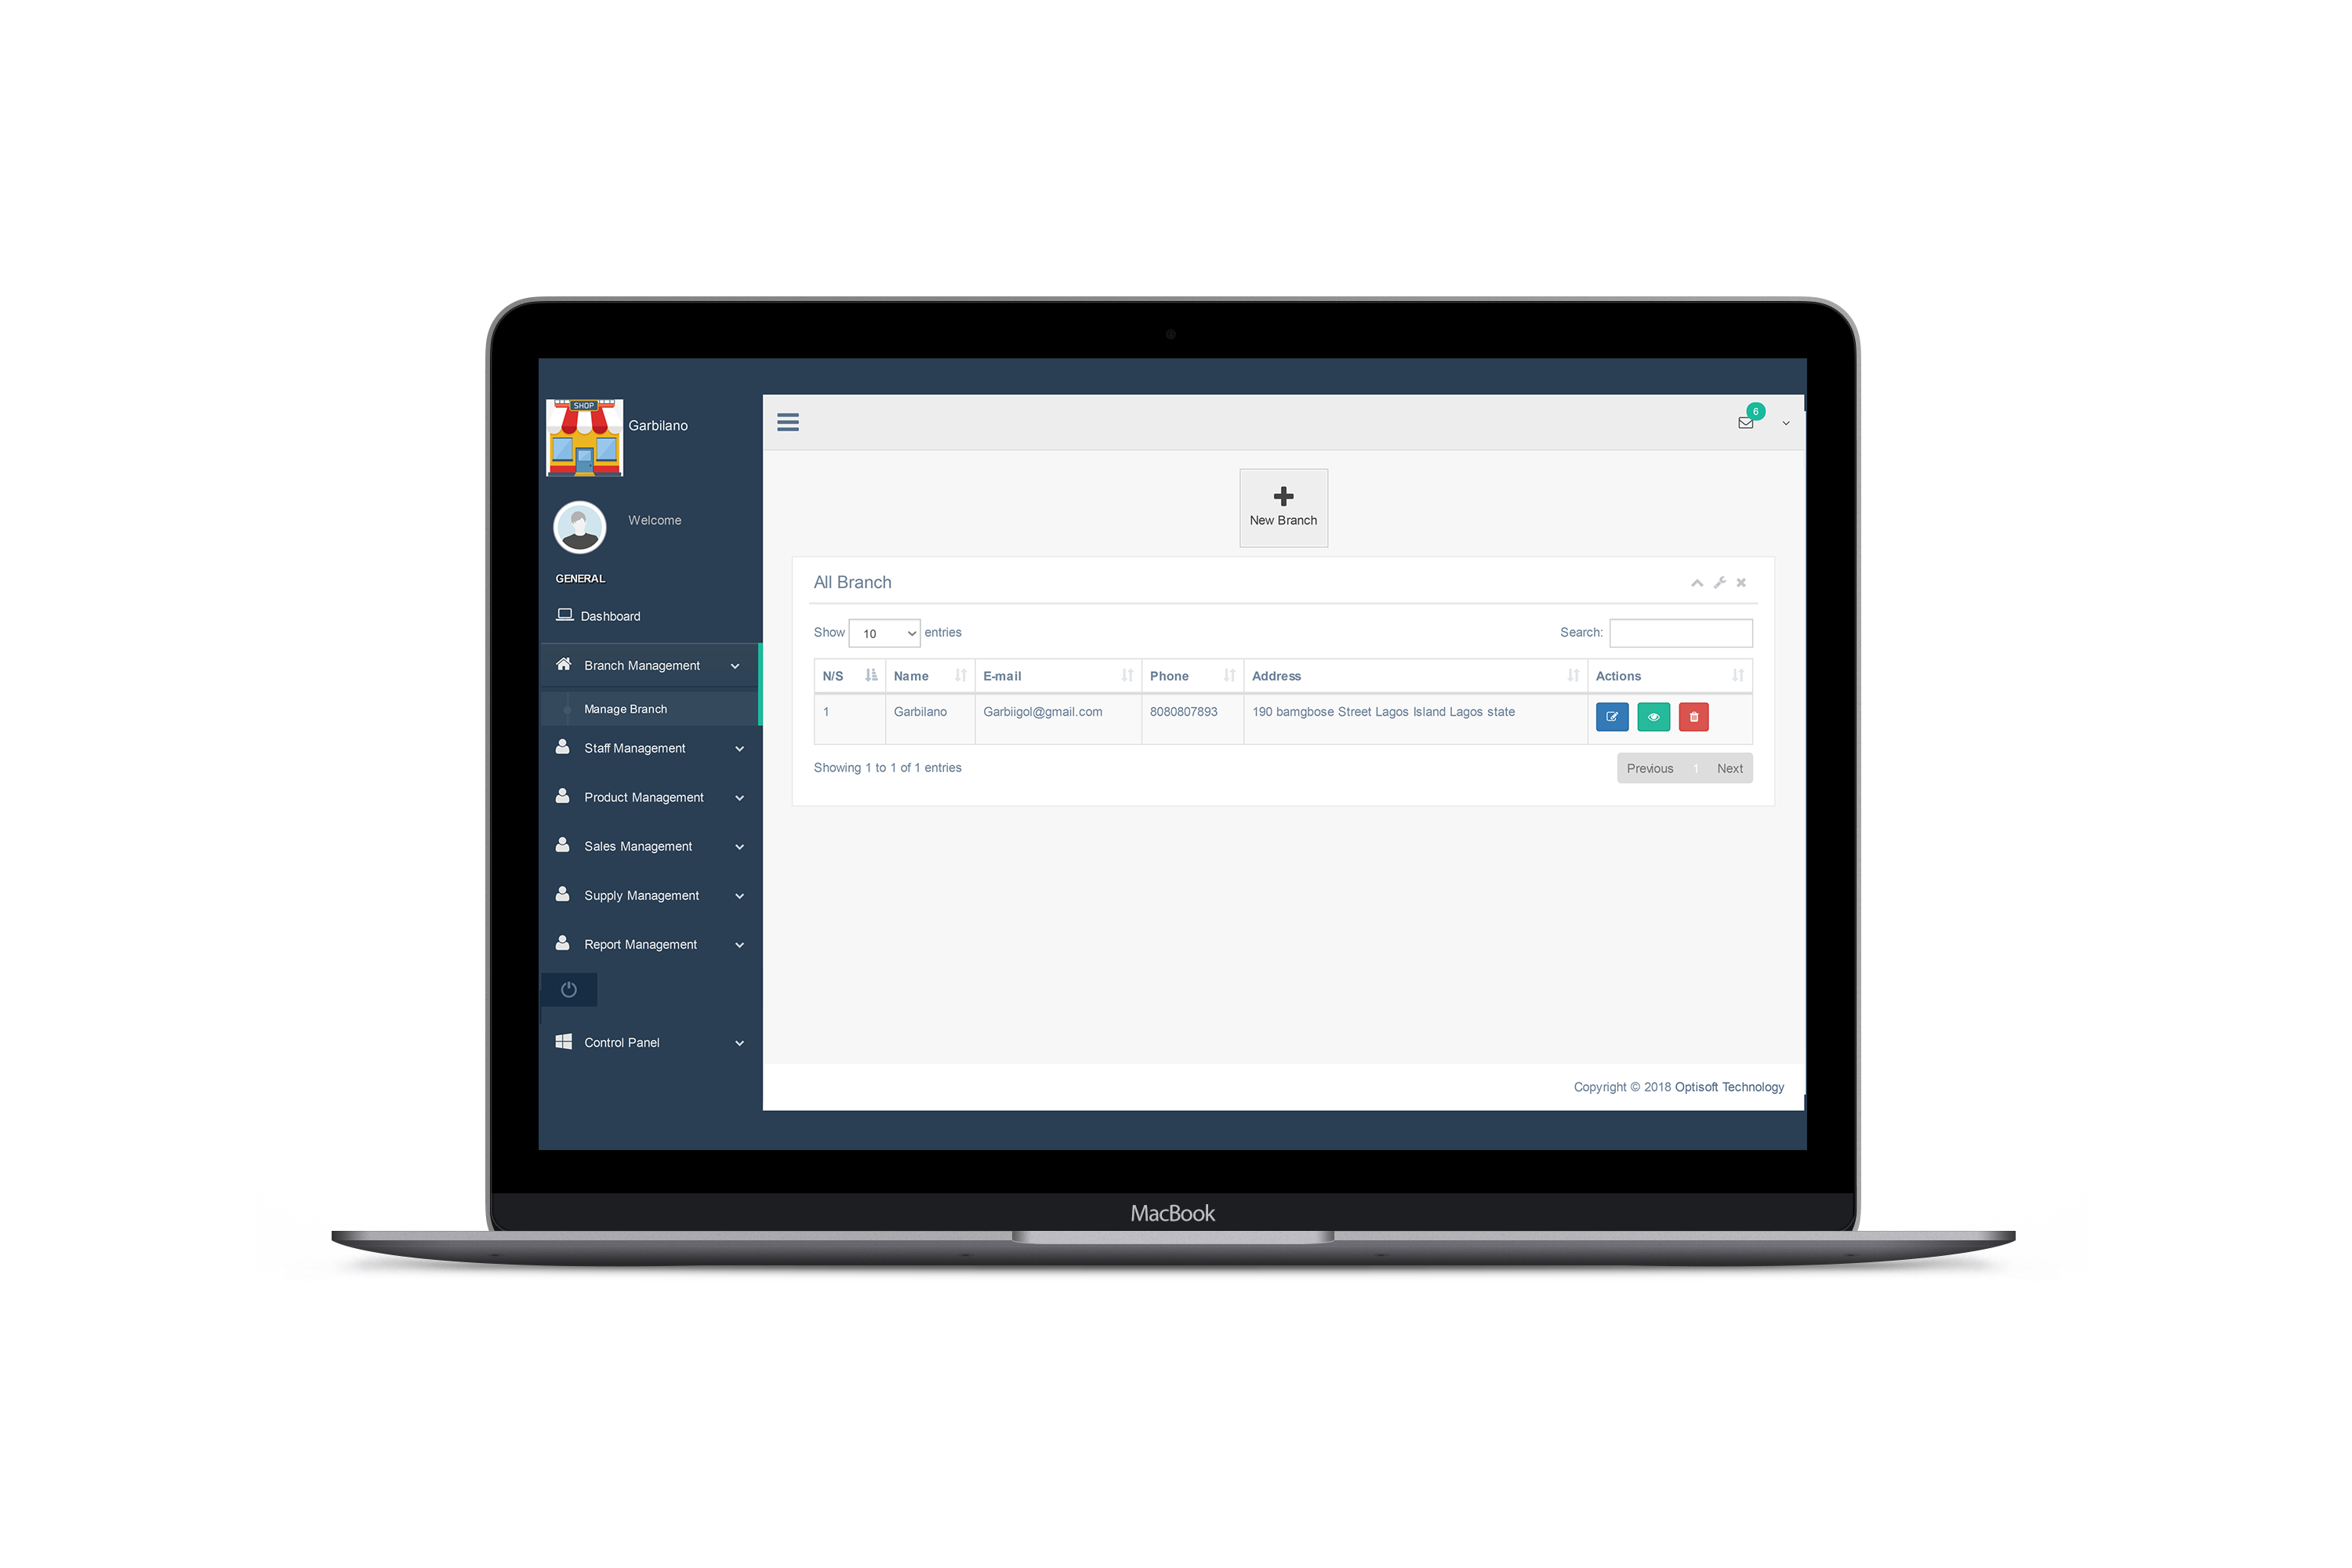 SHOP
Garbilano
Welcome
GENERAL
Dashboard
Branch Management
Manage Branch
Staff Management
Product Management
Sales Management
Supply Management
Report Management
Control Panel
6
New Branch
All Branch
Show 10 entries Search:
N/S Name E-mail Phone Address Actions
1 Garbilano Garbiigol@gmail.com 8080807893 190 bamgbose Street Lagos Island Lagos state
Showing 1 to 1 of 1 entries Previous 1 Next
Copyright © 2018 Optisoft Technology
MacBook